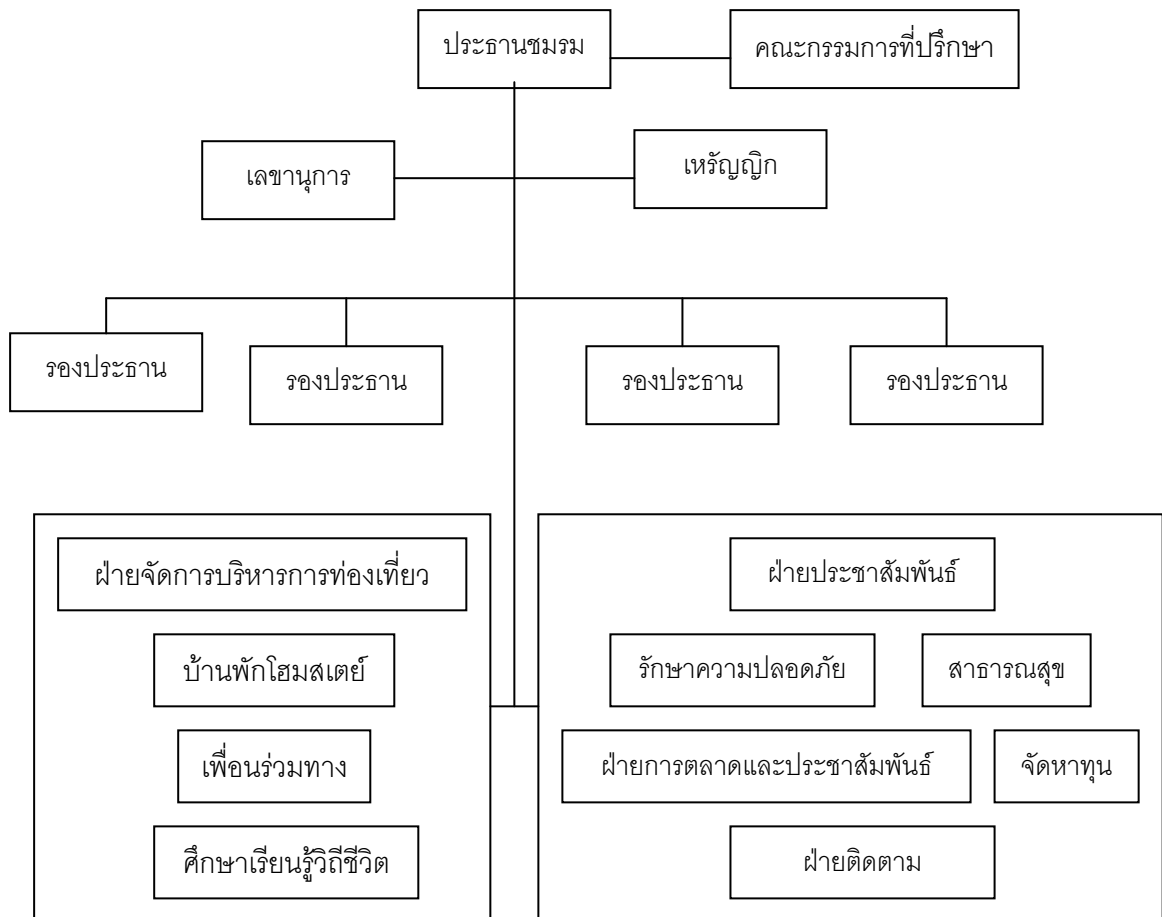 ประธานชมรม
คณะกรรมการที่ปรึกษา
เลขานุการ
เหรัญญิก
รองประธาน
รองประธาน
รองประธาน
รองประธาน
ฝ่ายจัดการบริหารการท่องเที่ยว
บ้านพักโฮมสเตย์
เพื่อนร่วมทาง
ศึกษาเรียนรู้วิถีชีวิต
ฝ่ายประชาสัมพันธ์
รักษาความปลอดภัย
สาธารณสุข
ฝ่ายการตลาดและประชาสัมพันธ์
จัดหาทุน
ฝ่ายติดตาม